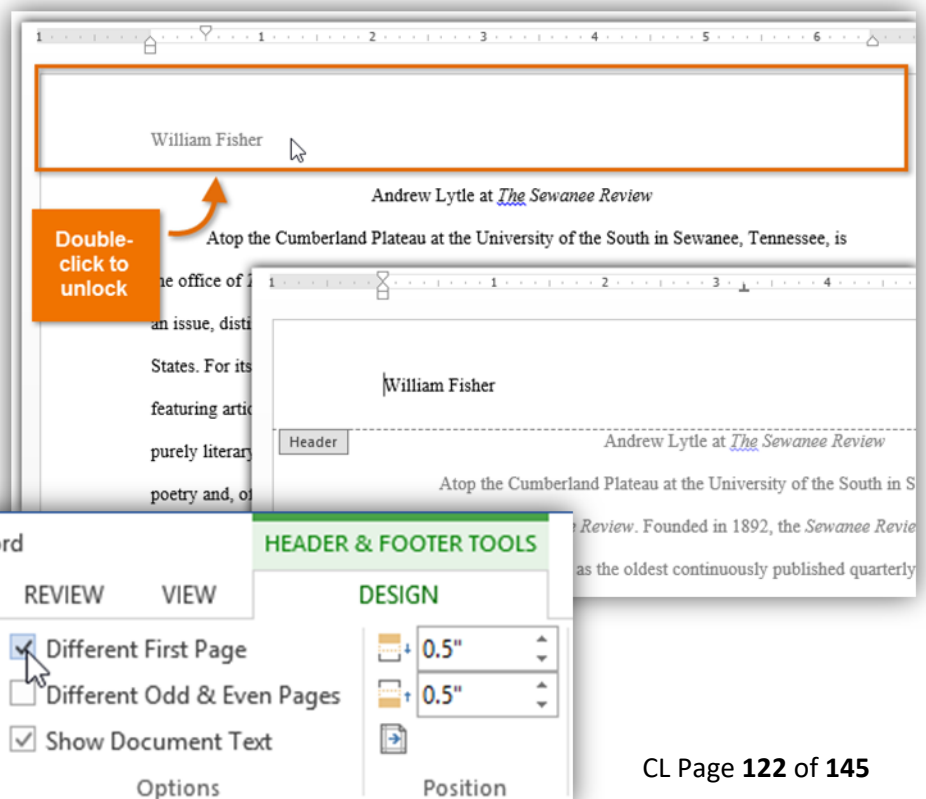 1 1 2 3 4 5 6
William Fisher
Andrew Lytle at The Sewanee Review
Double-
click to
unlock
Atop the Cumberland Plateau at the University of the South in Sewanee, Tennessee, is
he office of
an issue, disti
States. For its
featuring artic
purely literary
poetry and, of
1 1 2 3 4
William Fisher
Header
Andrew Lytle at The Sewanee Review
Atop the Cumberland Plateau at the University of the South in S
Review. Founded in 1892, the Sewanee Revie
as the oldest continuously published quarterly
ord
HEADER & FOOTER TOOLS
REVIEW VIEW DESIGN
Different First Page 0.5"
Different Odd & Even Pages 0.5"
Show Document Text
Options Position
CL Page 122 of 145